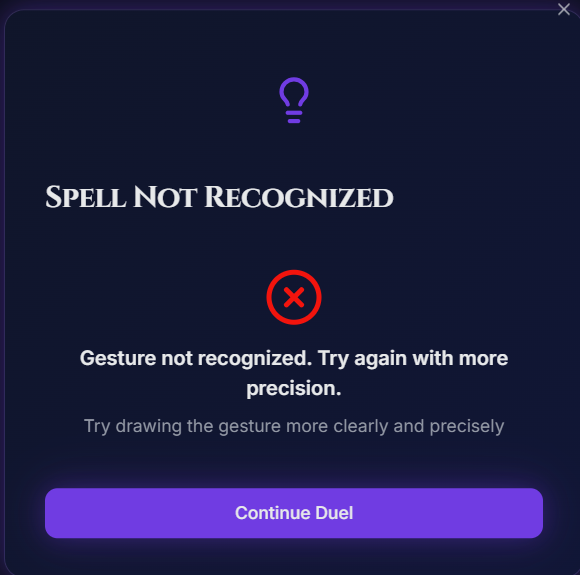 Spell Not Recognized
Gesture not recognized. Try again with more
precision.
Try drawing the gesture more clearly and precisely
Continue Duel